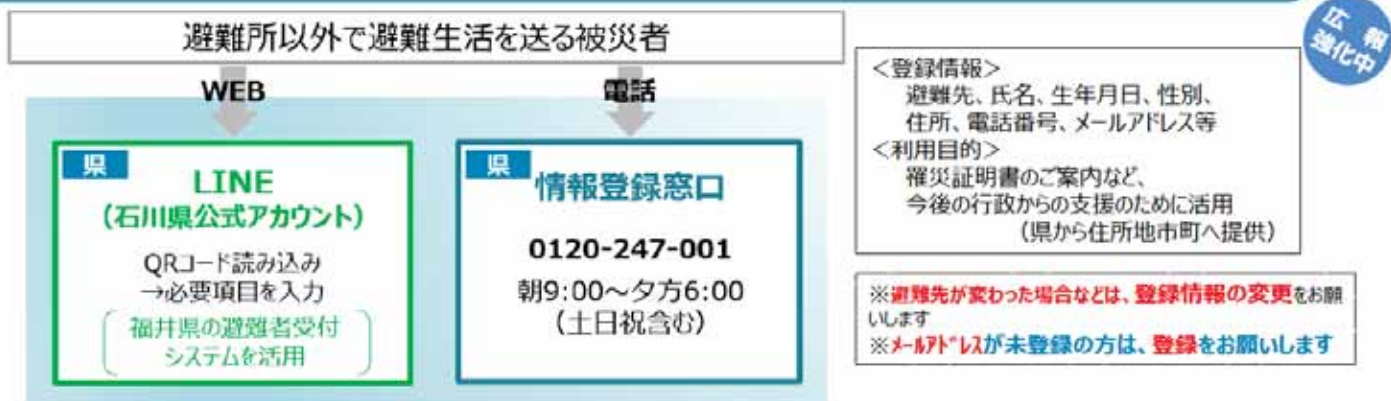 広報
強化中
避難所以外で避難生活を送る被災者
WEB
電話
県
LINE
（石川県公式アカウント）
QRコード読み込み
→必要項目を入力
福井県の避難者受付
システムを活用
県
情報登録窓口
0120-247-001
朝9:00～夕方6:00
（土日祝含む）
＜登録情報＞
避難先、氏名、生年月日、性別、
住所、電話番号、メールアドレス等
＜利用目的＞
罹災証明書のご案内など、
今後の行政からの支援のために活用
（県から住所地市町へ提供）
※避難先が変わった場合などは、登録情報の変更をお願
いします
※メールアドレスが未登録の方は、登録をお願いします